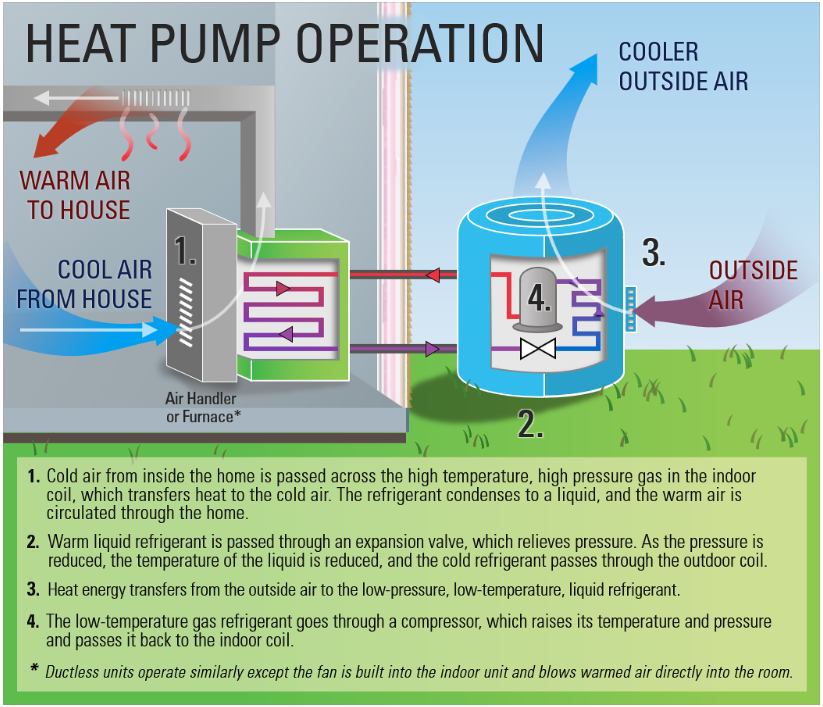 HEAT PUMP OPERATION
COOLER
OUTSIDE AIR
WARM AIR
TO HOUSE
1.
COOL AIR
FROM HOUSE
3.
OUTSIDE
AIR
4.
Air Handler
or Furnace*
2.
1. Cold air from inside the home is passed across the high temperature, high pressure gas in the indoor
coil, which transfers heat to the cold air. The refrigerant condenses to a liquid, and the warm air is
circulated through the home.
2. Warm liquid refrigerant is passed through an expansion valve, which relieves pressure. As the pressure is
reduced, the temperature of the liquid is reduced, and the cold refrigerant passes through the outdoor coil.
3. Heat energy transfers from the outside air to the low-pressure, low-temperature, liquid refrigerant.
4. The low-temperature gas refrigerant goes through a compressor, which raises its temperature and pressure
and passes it back to the indoor coil.
* Ductless units operate similarly except the fan is built into the indoor unit and blows warmed air directly into the room.